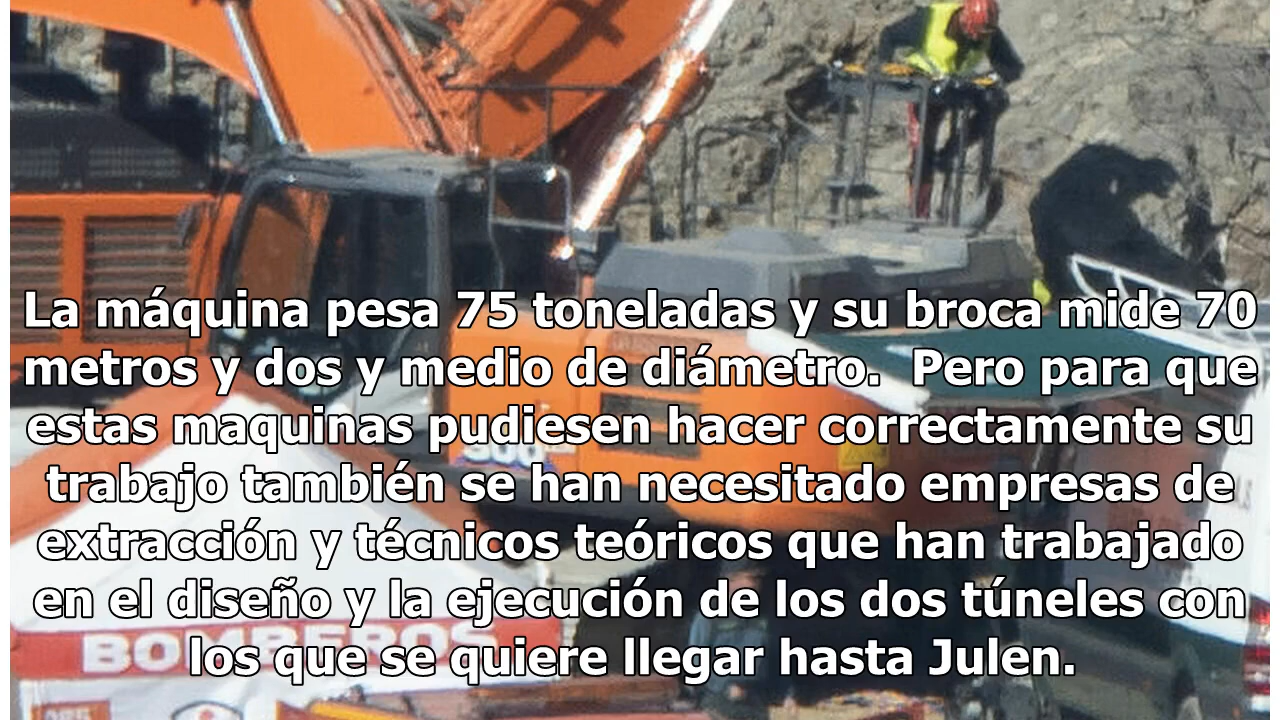 La máquina pesa 75 toneladas y su broca mide 70
metros y dos y medio de diámetro.  Pero para que
estas maquinas pudiesen hacer correctamente su
trabajo también se han necesitado empresas de
extracción y técnicos teóricos que han trabajado
en el diseño y la ejecución de los dos túneles con
los que se quiere llegar hasta Julen.
BOMBEROS